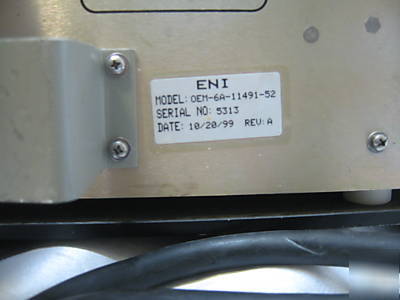 ENI
MODEL: OEM-6A-11491-52
SERIAL NO: 5313
DATE: 10/20/99 REV: A